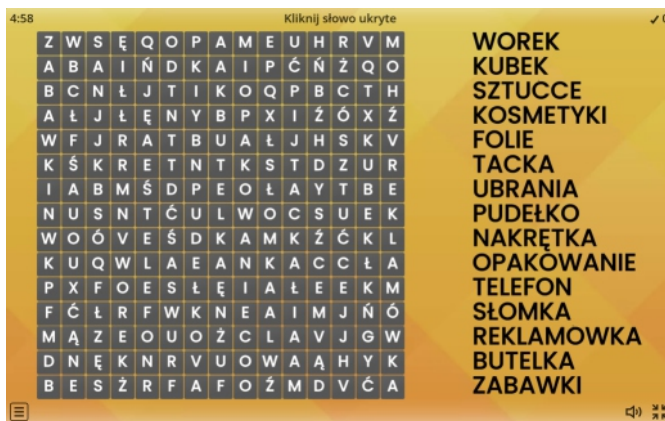 4:58 Kliknij słowo ukryte ✓
Z W S Ę Q O P A M E U H R V M
A B A I Ń D K A I P Ć Ń Ż Q O
B C N Ł J T I K O Q P B C T H
A Ł J Ł Ę N Y B P X I Ź Ó X Ź
W F J R A T B U A Ł J H S K V
K Ś K R E T N T K S T D Z U R
I A B M Ś D P E O Ł A Y T B E
N U S N T Ć U L W O C S U E K
W O Ó V E Ś D K A M K Ź Ć K L
K U Q W L A E A N K A C C Ł A
P X F O E S Ł Ę I A Ł E E K M
F Ć Ł R F W K N E A I M J Ń Ó
M Ą Z E O U O Ż C L A V J G W
D N Ę K N R V U O W A Ą H Y K
B E S Ż R F A F O Ź M D V Ć A
WOREK
KUBEK
SZTUCCE
KOSMETYKI
FOLIE
TACKA
UBRANIA
PUDEŁKO
NAKRĘTKA
OPAKOWANIE
TELEFON
SŁOMKA
REKLAMOWKA
BUTELKA
ZABAWKI